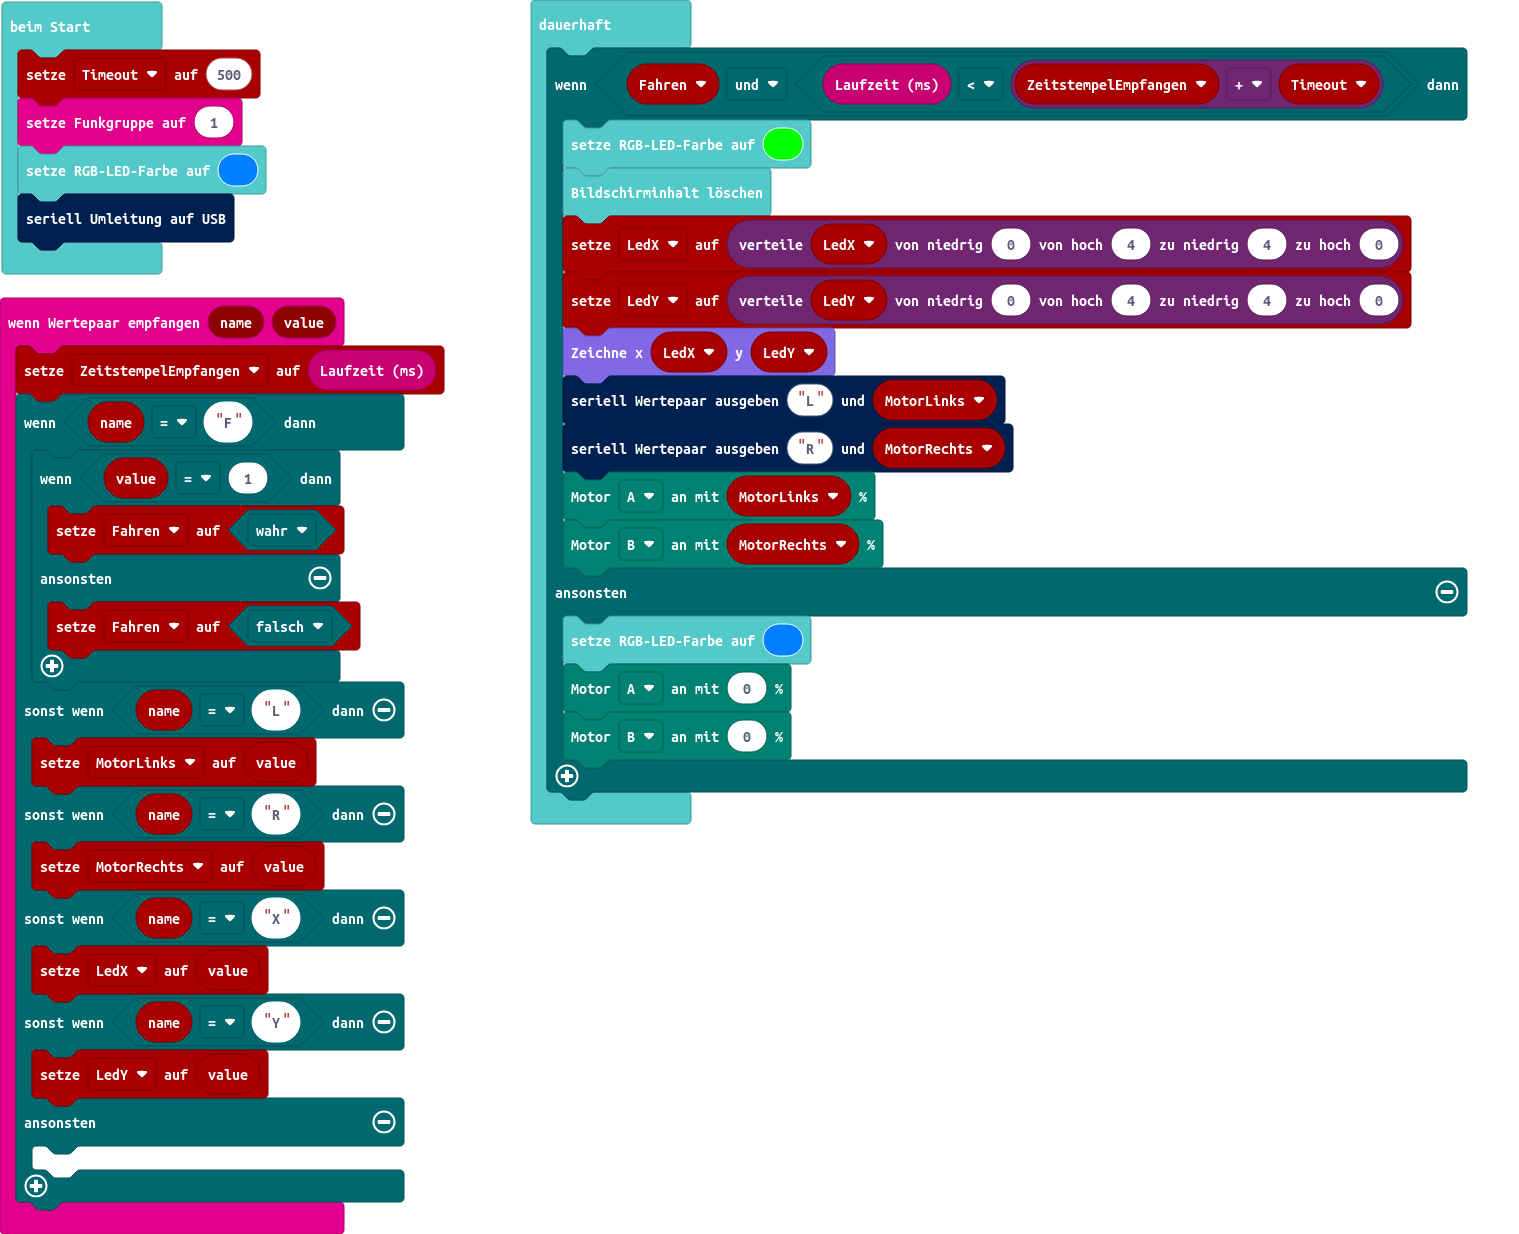 beim Start
setze Timeout auf 500
setze Funkgruppe auf 1
setze RGB-LED-Farbe auf
seriell Umleitung auf USB
wenn Wertepaar empfangen name value
setze ZeitstempelEmpfangen auf Laufzeit (ms)
wenn name = "F" dann
wenn value = 1 dann
setze Fahren auf wahr
ansonsten
setze Fahren auf falsch
sonst wenn name = "L" dann
setze MotorLinks auf value
sonst wenn name = "R" dann
setze MotorRechts auf value
sonst wenn name = "X" dann
setze LedX auf value
sonst wenn name = "Y" dann
setze LedY auf value
ansonsten
dauerhaft
wenn Fahren und Laufzeit (ms) < ZeitstempelEmpfangen + Timeout dann
setze RGB-LED-Farbe auf
Bildschirminhalt löschen
setze LedX auf verteile LedX von niedrig 0 von hoch 4 zu niedrig 4 zu hoch 0
setze LedY auf verteile LedY von niedrig 0 von hoch 4 zu niedrig 4 zu hoch 0
Zeichne x LedX y LedY
seriell Wertepaar ausgeben "L" und MotorLinks
seriell Wertepaar ausgeben "R" und MotorRechts
Motor A an mit MotorLinks %
Motor B an mit MotorRechts %
ansonsten
setze RGB-LED-Farbe auf
Motor A an mit 0 %
Motor B an mit 0 %